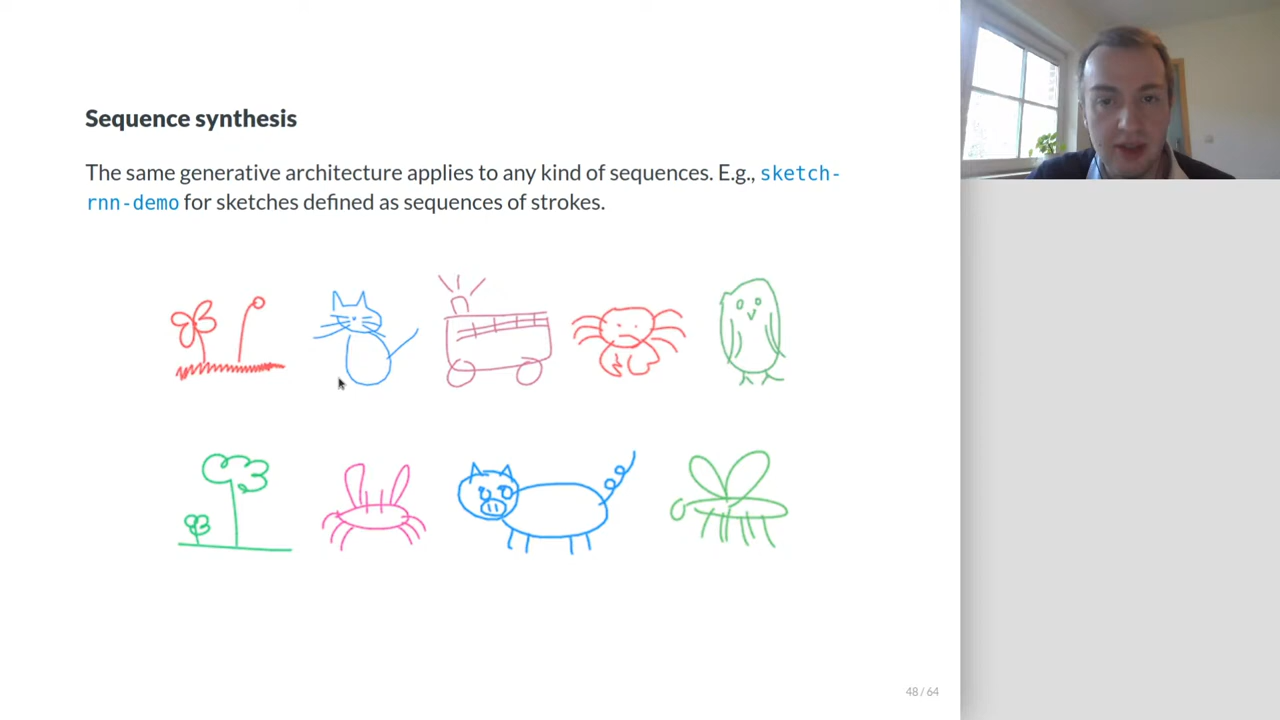 Sequence synthesis
The same generative architecture applies to any kind of sequences. E.g., sketch-
rnn-demo for sketches defined as sequences of strokes.
48 / 64